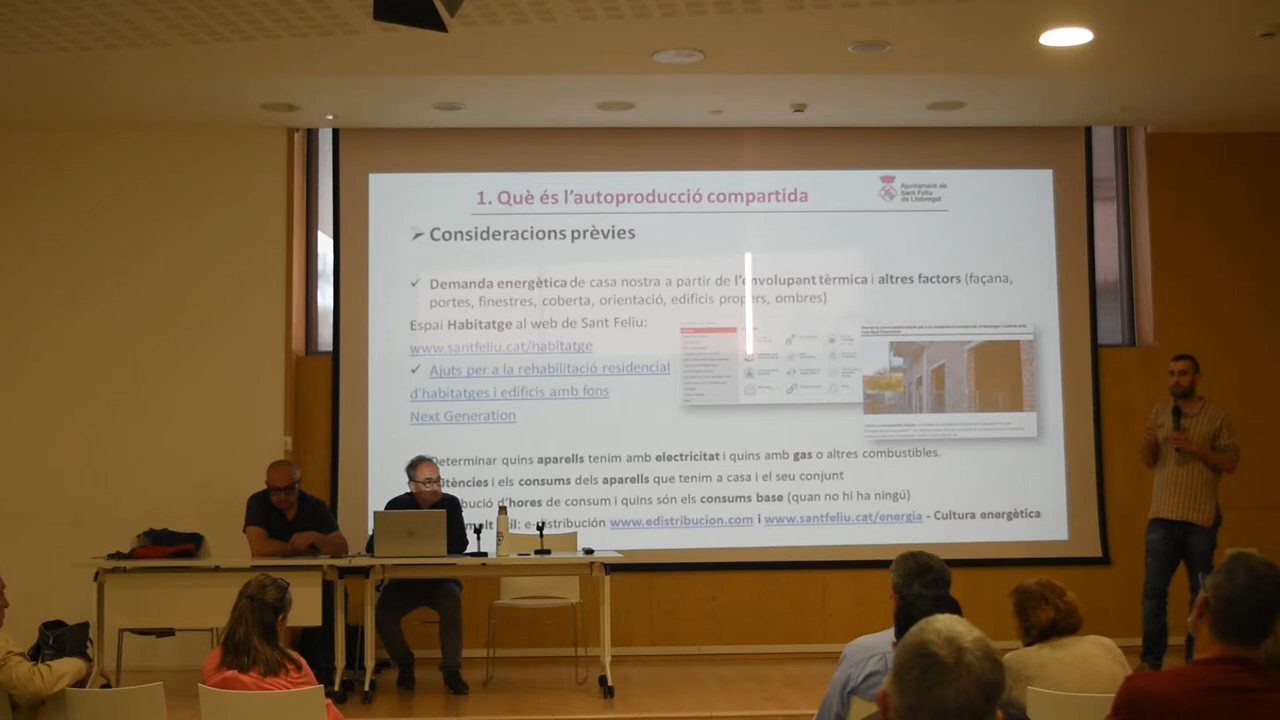 1. Què és l'autoproducció compartida
Ajuntament de
Sant Feliu
de Llobregat
➢ Consideracions prèvies
✓ Demanda energètica de casa nostra a partir de l'envolupant tèrmica i altres factors (façana,
portes, finestres, coberta, orientació, edificis propers, ombres)
Espai Habitatge al web de Sant Feliu:
www.santfeliu.cat/habitatge
✓ Ajuts per a la rehabilitació residencial
d'habitatges i edificis amb fons
Next Generation
Determinar quins aparells tenim amb electricitat i quins amb gas o altres combustibles.
i els consums dels aparells que tenim a casa i el seu conjunt
d'hores de consum i quins són els consums base (quan no hi ha ningú)
e-distribución www.edistribucion.com i www.santfeliu.cat/energia - Cultura energètica